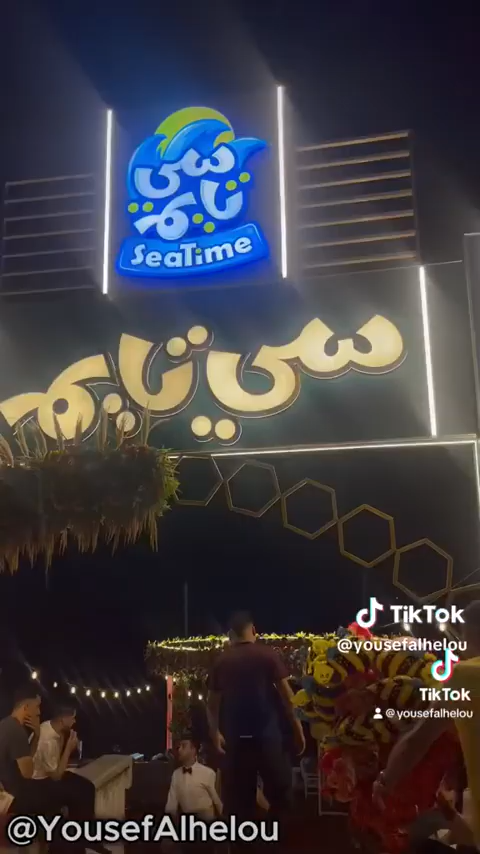 سي
تايم
SeaTime
سي تايم
TikTok
@yousefalhelou
TikTok
@yousefalhelou
@YousefAlhelou